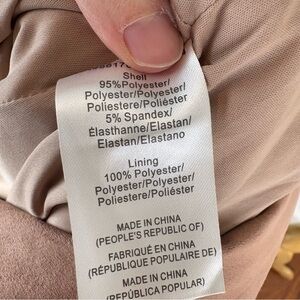 Shell
95%Polyester/
Polyester/Polyester/
Poliestere/Poliéster
5% Spandex/
Élasthanne/Elastan/
Elastan/Elastano
Lining
100% Polyester/
Polyester/Polyester/
Poliestere/Poliéster
MADE IN CHINA
(PEOPLE'S REPUBLIC OF)
FABRIQUÉ EN CHINA
(RÉPUBLIQUE POPULAIRE DE)
MADE IN CHINA
(REPÚBLICA POPULAR)